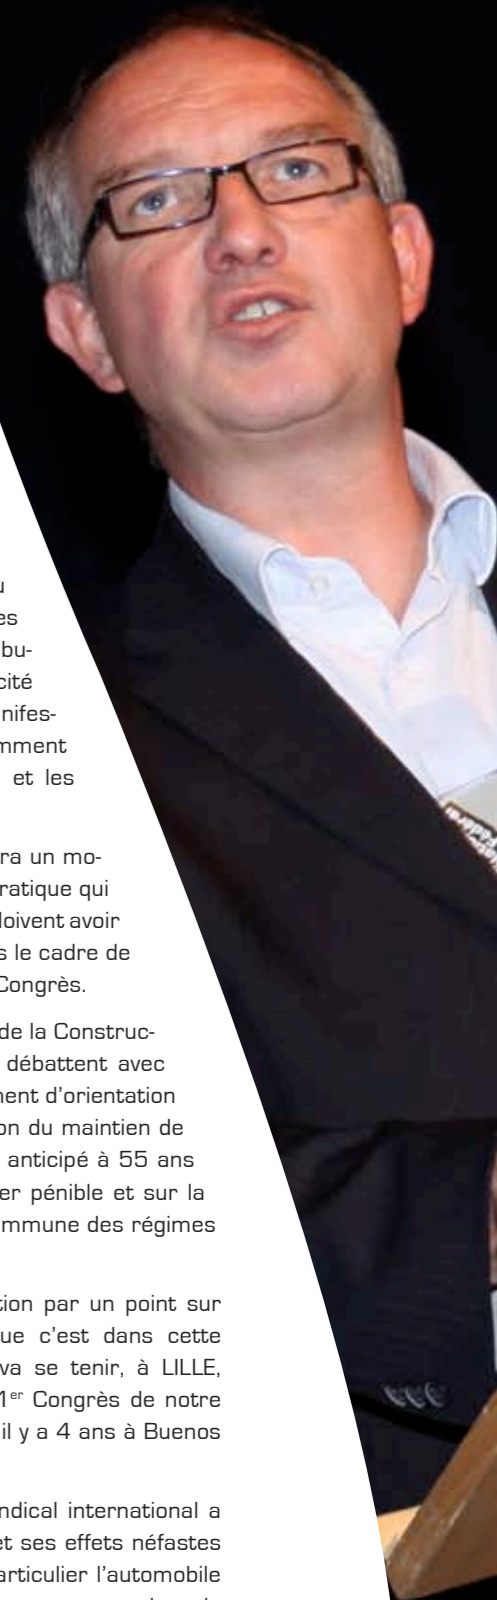 u
es
bu-
cité
nifes-
mment
et les
ra un mo-
ratique qui
doivent avoir
s le cadre de
Congrès.
de la Construc-
débattent avec
ment d'orientation
on du maintien de
anticipé à 55 ans
er pénible et sur la
ommune des régimes
tion par un point sur
ue c'est dans cette
va se tenir, à LILLE,
1er Congrès de notre
il y a 4 ans à Buenos
ndical international a
et ses effets néfastes
articulier l'automobile